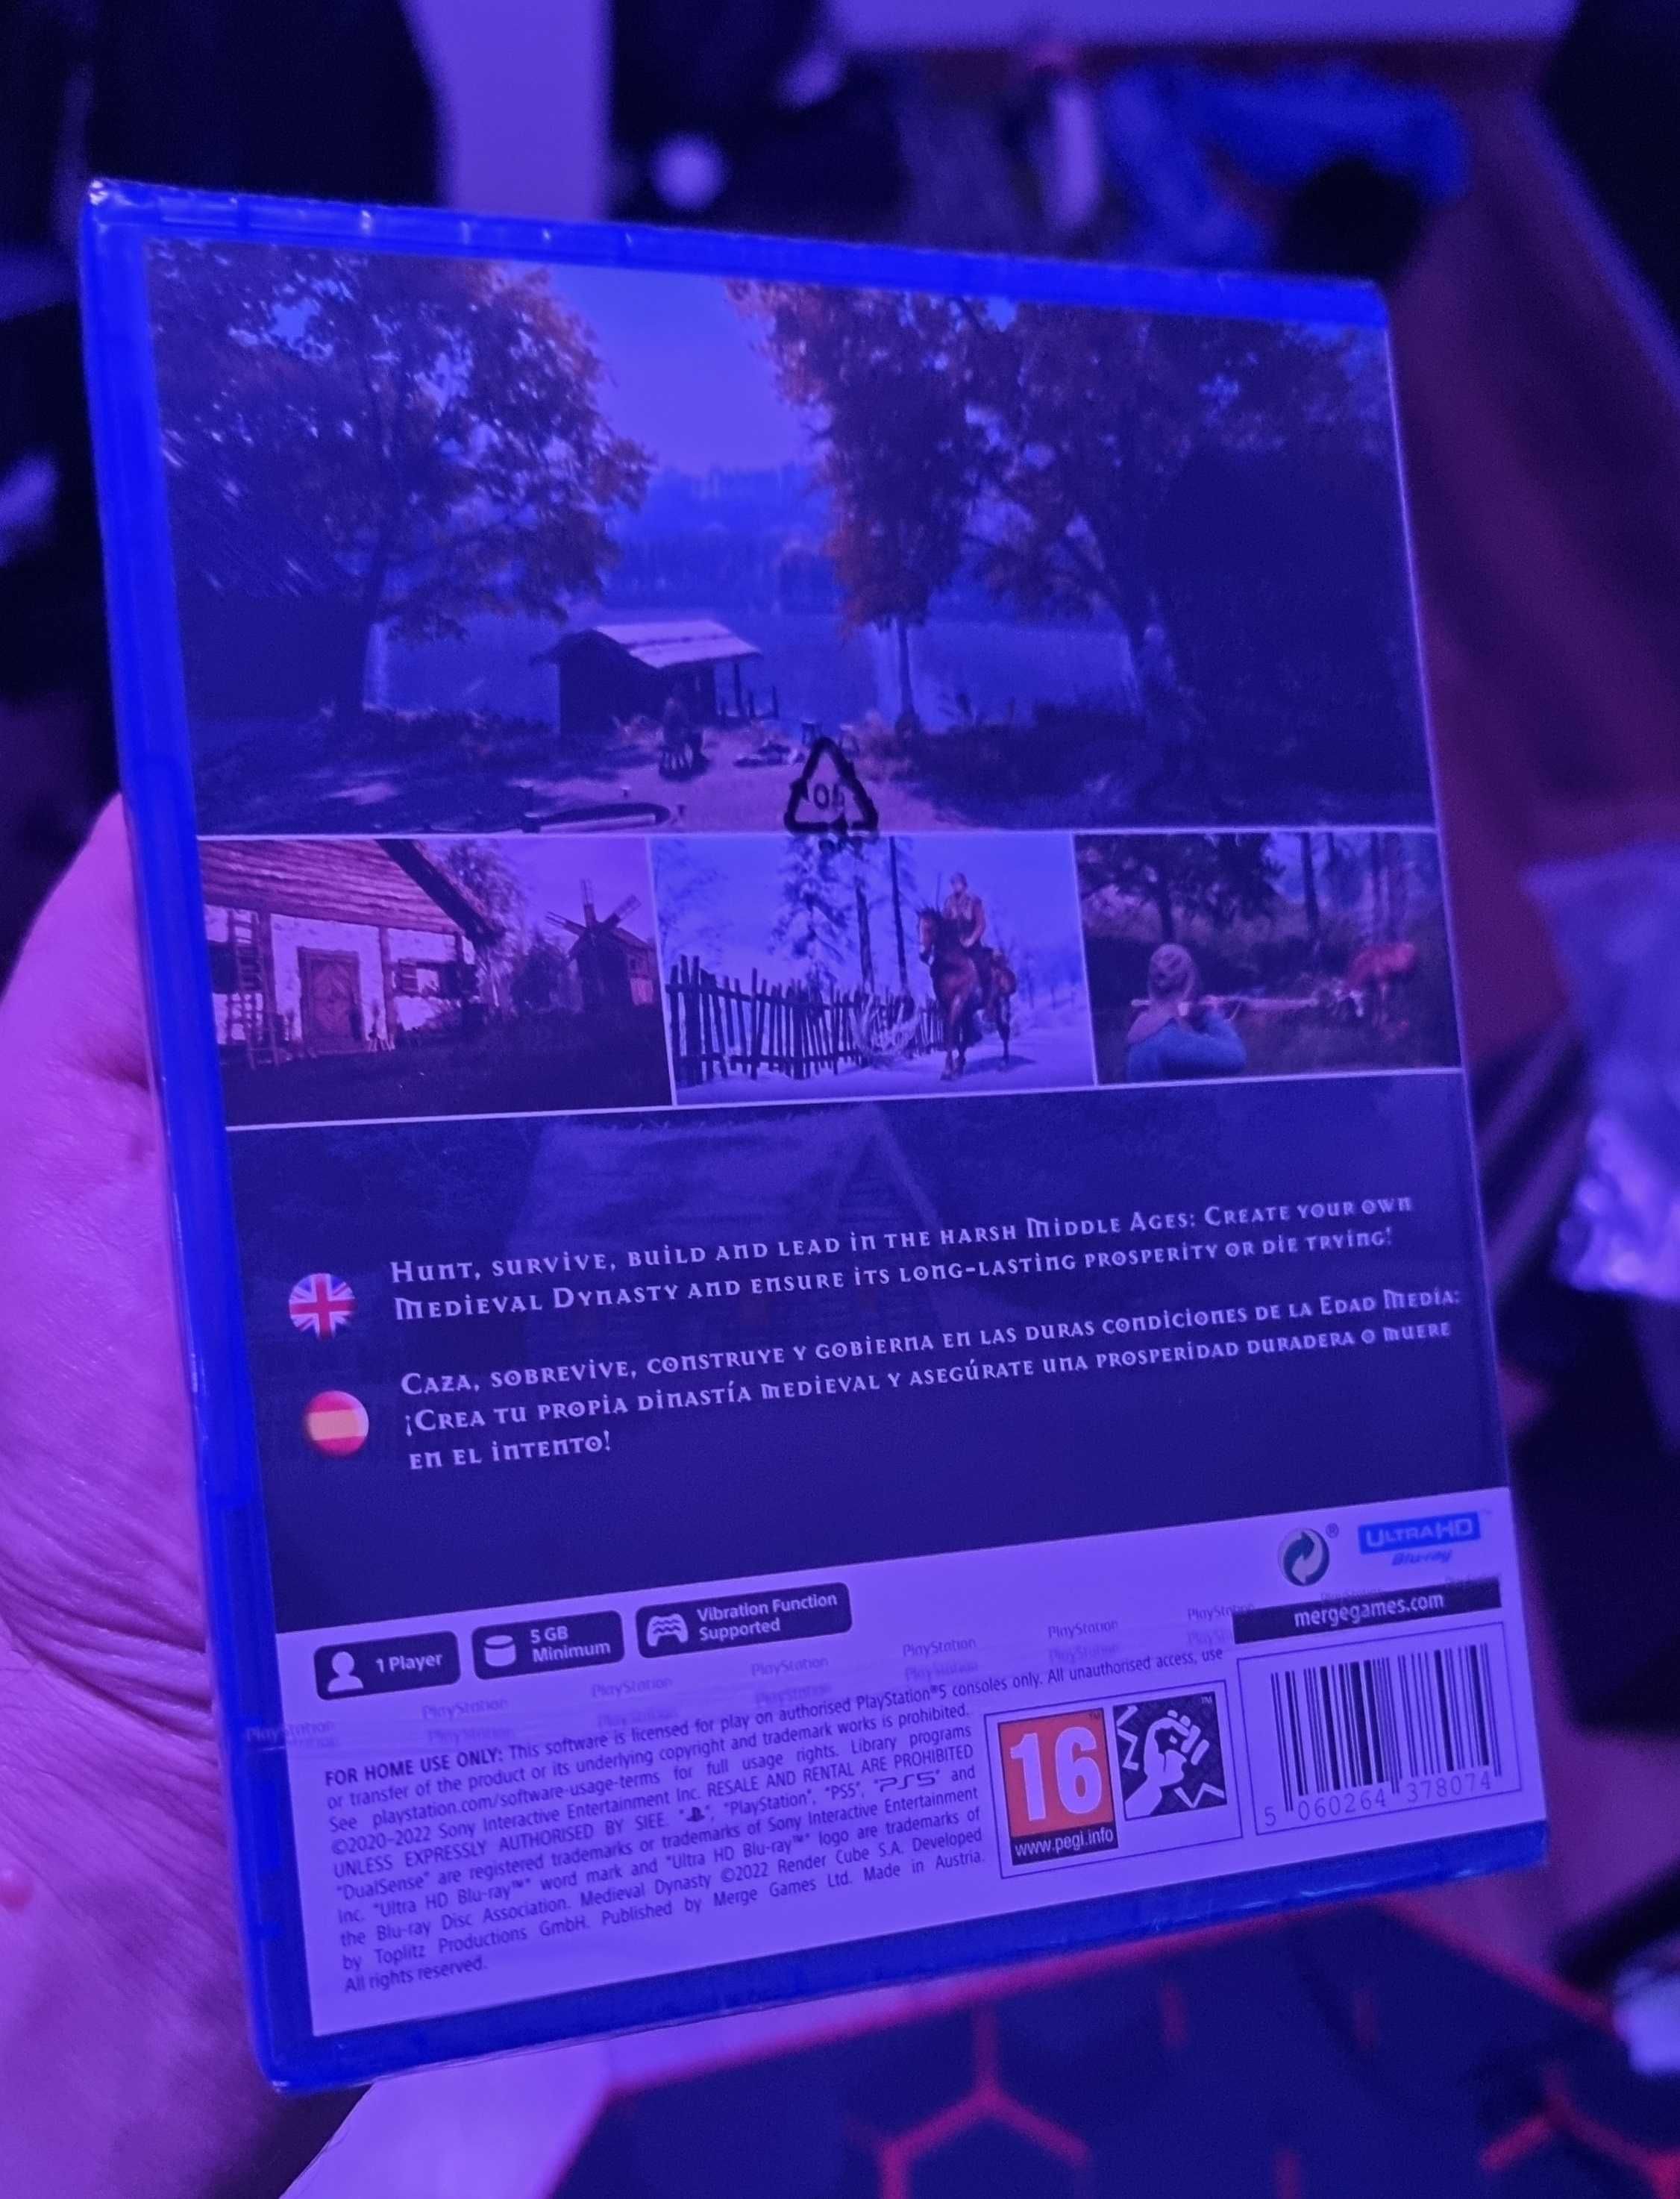 05
HUNT, SURVIVE, BUILD AND LEAD IN THE HARSH MIDDLE AGES: CREATE YOUR OWN
MEDIEVAL DYNASTY AND ENSURE ITS LONG-LASTING PROSPERITY OR DIE TRYING!
CAZA, SOBREVIVE, CONSTRUYE Y GOBIERNA EN LAS DURAS CONDICIONES DE LA EDAD MEDIA:
¡CREA TU PROPIA DINASTÍA MEDIEVAL Y ASEGÚRATE UNA PROSPERIDAD DURADERA O MUERE
EN EL INTENTO!
®
ULTRA HD
Blu-ray
mergegames.com
1 Player
5 GB
Minimum
Vibration Function
Supported
PlayStation PlayStation PlayStation PlayStation PlayStation PlayStation PlayStation
FOR HOME USE ONLY: This software is licensed for play on authorised PlayStation®5 consoles only. All unauthorised access, use
or transfer of the product or its underlying copyright and trademark works is prohibited.
See playstation.com/software-usage-terms for full usage rights. Library programs
©2020-2022 Sony Interactive Entertainment Inc. RESALE AND RENTAL ARE PROHIBITED
UNLESS EXPRESSLY AUTHORISED BY SIEE. " ", "PlayStation", "PS5", "PS5" and
"DualSense" are registered trademarks or trademarks of Sony Interactive Entertainment
Inc. "Ultra HD Blu-ray™" word mark and "Ultra HD Blu-ray™" logo are trademarks of
the Blu-ray Disc Association. Medieval Dynasty ©2022 Render Cube S.A. Developed
by Toplitz Productions GmbH. Published by Merge Games Ltd. Made in Austria.
All rights reserved.
16
www.pegi.info
5 060264 378074